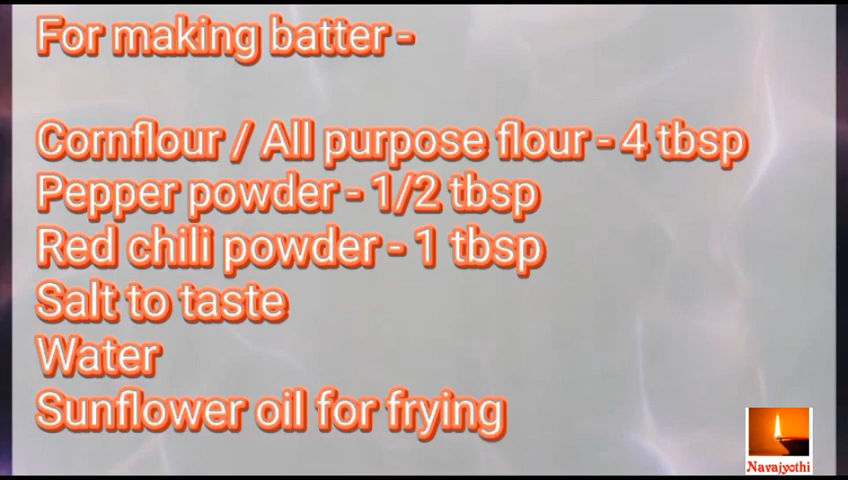 For making batter -
Cornflour / All purpose flour - 4 tbsp
Pepper powder - 1/2 tbsp
Red chili powder - 1 tbsp
Salt to taste
Water
Sunflower oil for frying
Navajyothi